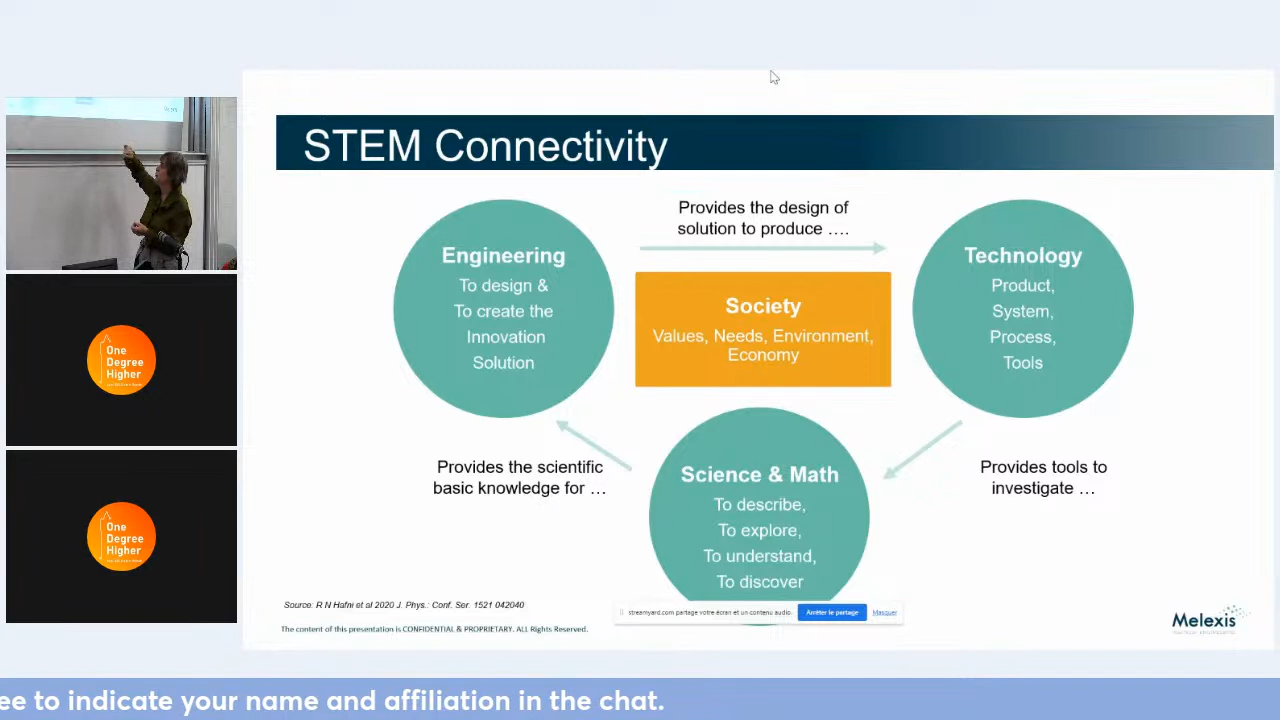 STEM Connectivity
Provides the design of
solution to produce ….
Engineering
To design &
To create the
Innovation
Solution
Society
Values, Needs, Environment,
Economy
Technology
Product,
System,
Process,
Tools
Provides the scientific
basic knowledge for …
Science & Math
To describe,
To explore,
To understand,
To discover
Provides tools to
investigate …
Source: R N Hafni et al 2020 J. Phys.: Conf. Ser. 1521 042040
The content of this presentation is CONFIDENTIAL & PROPRIETARY. ALL Rights Reserved.
streamyard.com partage votre écran et un contenu audio.
Arrêter le partage
Masquer
Melexis
One
Degree
Higher
One
Degree
Higher
ee to indicate your name and affiliation in the chat.